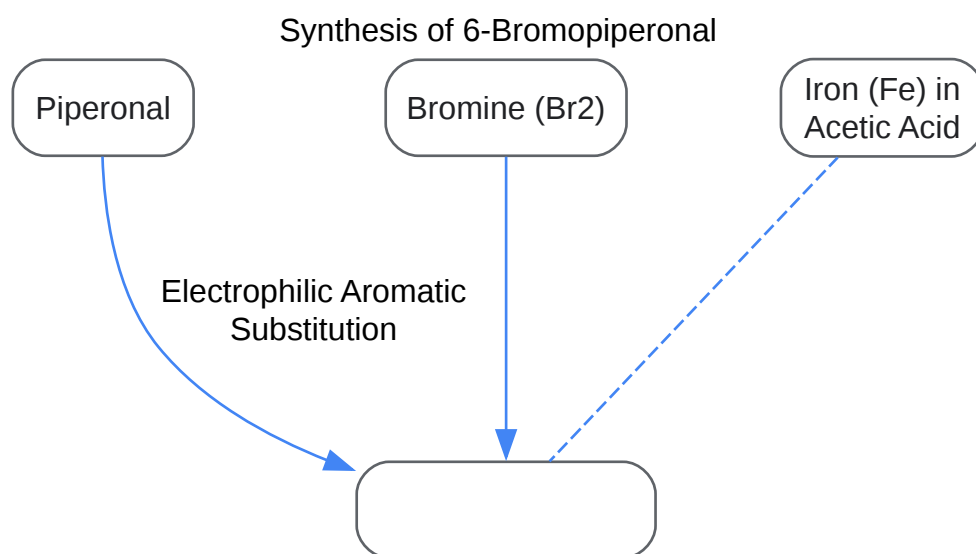 Synthesis of 6-Bromopiperonal
Piperonal
Bromine (Br2)
Iron (Fe) in
Acetic Acid
Electrophilic Aromatic
Substitution